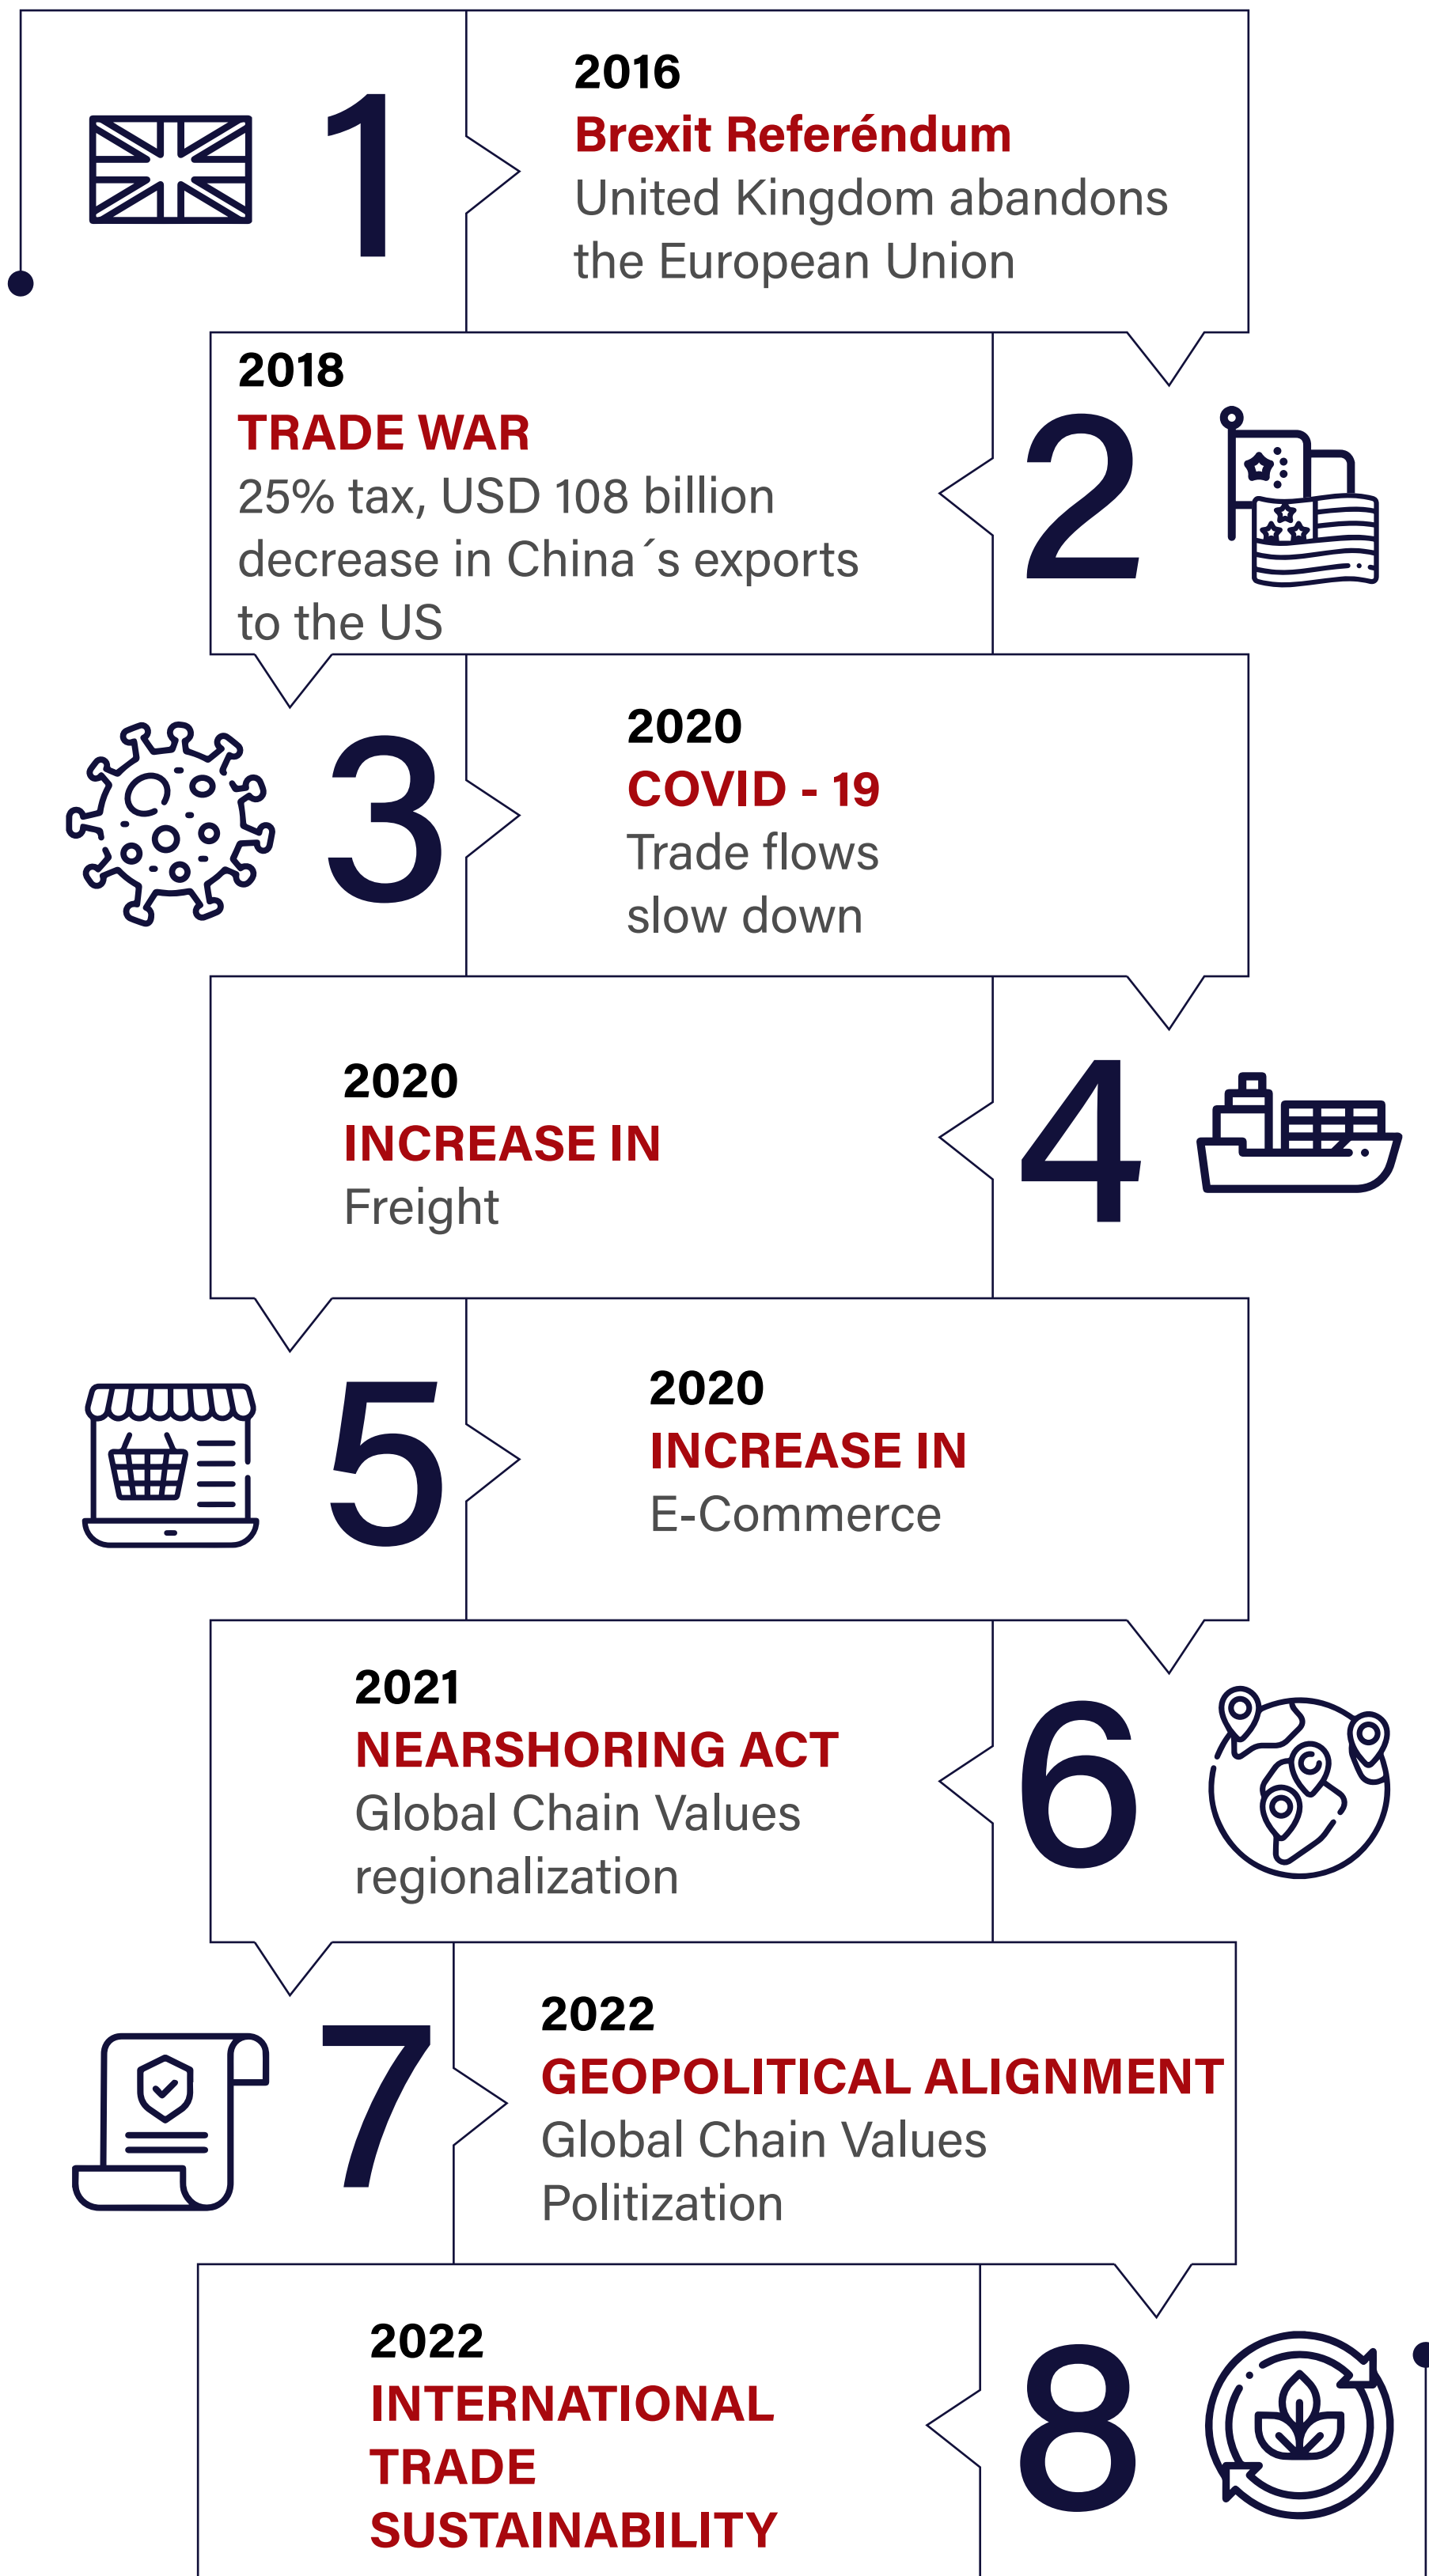 1
2016
Brexit Referéndum
United Kingdom abandons
the European Union
2018
TRADE WAR
25% tax, USD 108 billion
decrease in China´s exports
to the US
2
3
2020
COVID - 19
Trade flows
slow down
2020
INCREASE IN
Freight
4
5
2020
INCREASE IN
E-Commerce
2021
NEARSHORING ACT
Global Chain Values
regionalization
6
7
2022
GEOPOLITICAL ALIGNMENT
Global Chain Values
Politization
2022
INTERNATIONAL
TRADE
SUSTAINABILITY
8